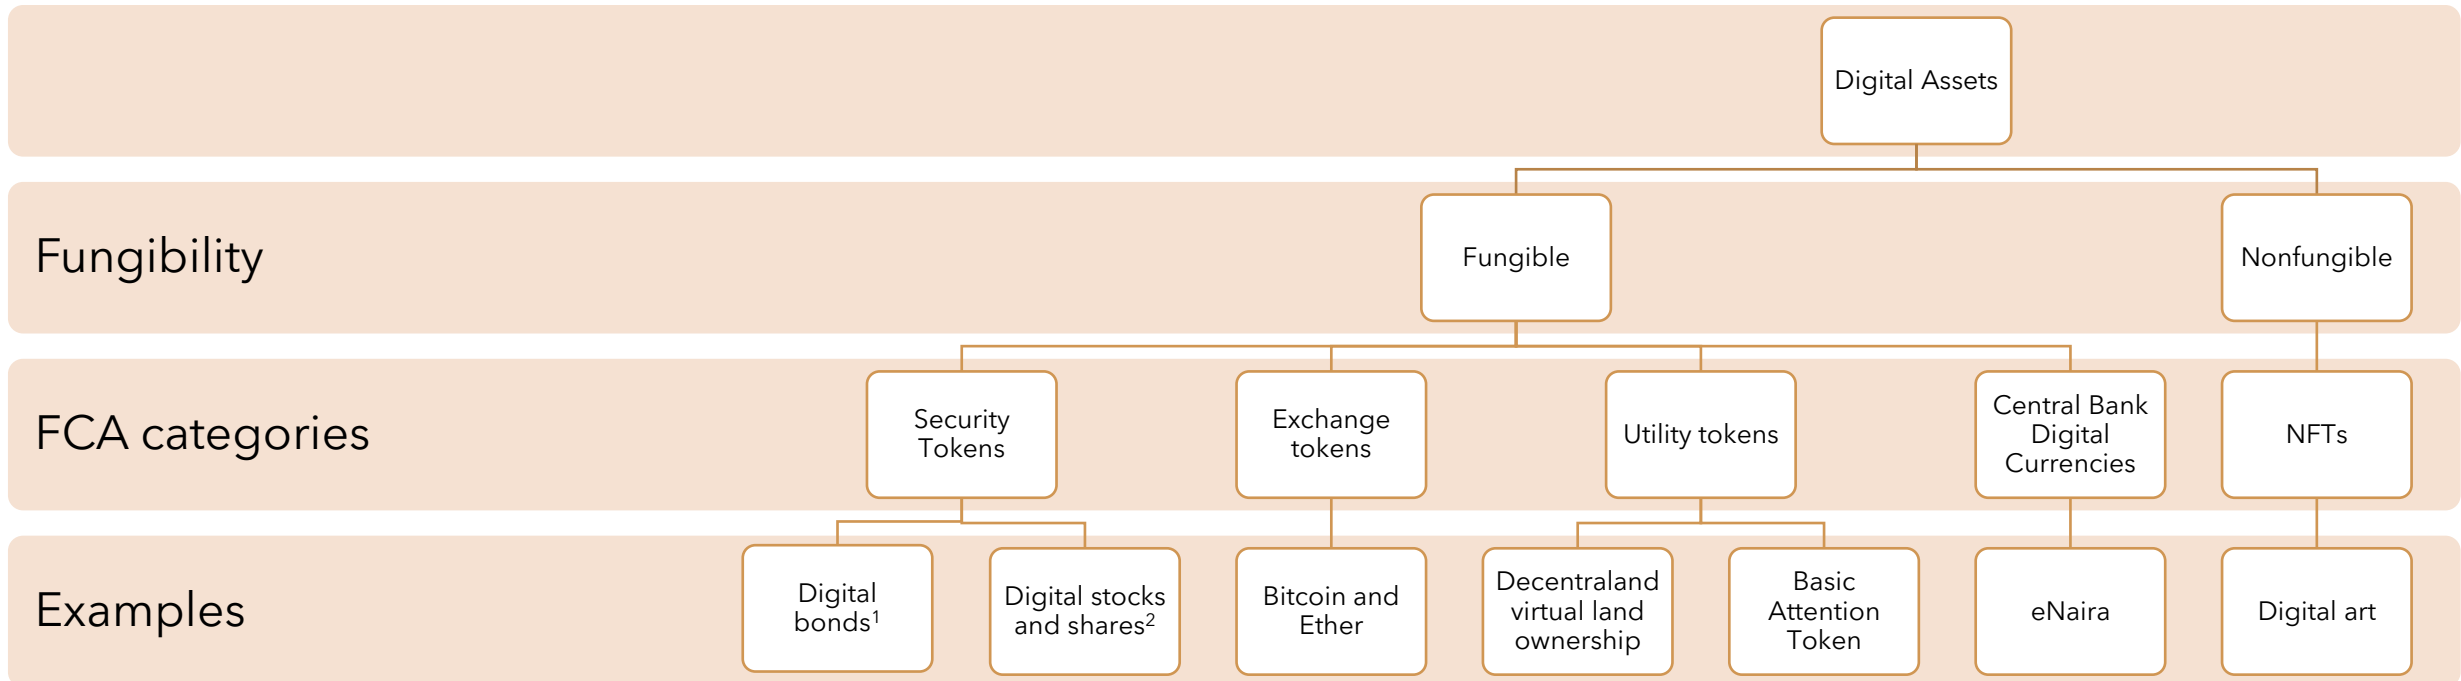 Digital Assets
Fungibility
Fungible
Nonfungible
FCA categories
Security
Tokens
Exchange
tokens
Utility tokens
Central Bank
Digital
Currencies
NFTs
Examples
Digital
bonds¹
Digital stocks
and shares²
Bitcoin and
Ether
Decentraland
virtual land
ownership
Basic
Attention
Token
eNaira
Digital art